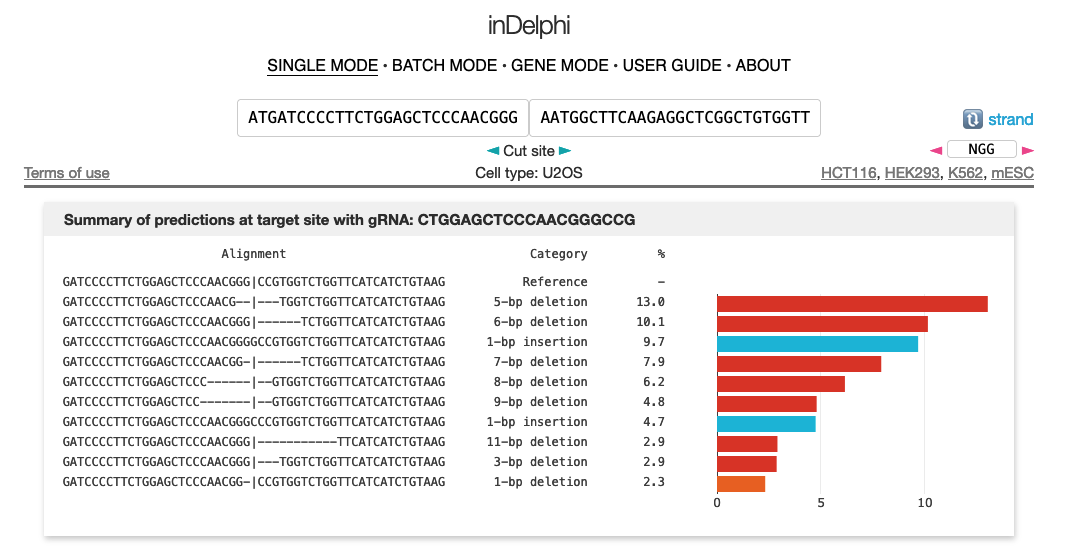 inDelphi
SINGLE MODE • BATCH MODE • GENE MODE • USER GUIDE • ABOUT
ATGATCCCCTTCTGGAGCTCCCAACGGG AATGGCTTCAAGAGGCTCGGCTGTGGTT
strand
◄ Cut site ►
◄ NGG ►
Terms of use
Cell type: U2OS
HCT116, HEK293, K562, mESC
Summary of predictions at target site with gRNA: CTGGAGCTCCCAACGGGCCG
Alignment Category %
GATCCCCTTCTGGAGCTCCCAACGGG|CCGTGGTCTGGTTCATCATCTGTAAG Reference -
GATCCCCTTCTGGAGCTCCCAACG--|---TGGTCTGGTTCATCATCTGTAAG 5-bp deletion 13.0
GATCCCCTTCTGGAGCTCCCAACGGG|------TCTGGTTCATCATCTGTAAG 6-bp deletion 10.1
GATCCCCTTCTGGAGCTCCCAACGGGGCCGTGGTCTGGTTCATCATCTGTAAG 1-bp insertion 9.7
GATCCCCTTCTGGAGCTCCCAACGG-|------TCTGGTTCATCATCTGTAAG 7-bp deletion 7.9
GATCCCCTTCTGGAGCTCCC------|--GTGGTCTGGTTCATCATCTGTAAG 8-bp deletion 6.2
GATCCCCTTCTGGAGCTCC-------|--GTGGTCTGGTTCATCATCTGTAAG 9-bp deletion 4.8
GATCCCCTTCTGGAGCTCCCAACGGGCCCGTGGTCTGGTTCATCATCTGTAAG 1-bp insertion 4.7
GATCCCCTTCTGGAGCTCCCAACGGG|-----------TTCATCATCTGTAAG 11-bp deletion 2.9
GATCCCCTTCTGGAGCTCCCAACGGG|---TGGTCTGGTTCATCATCTGTAAG 3-bp deletion 2.9
GATCCCCTTCTGGAGCTCCCAACGG-|CCGTGGTCTGGTTCATCATCTGTAAG 1-bp deletion 2.3
0 5 10